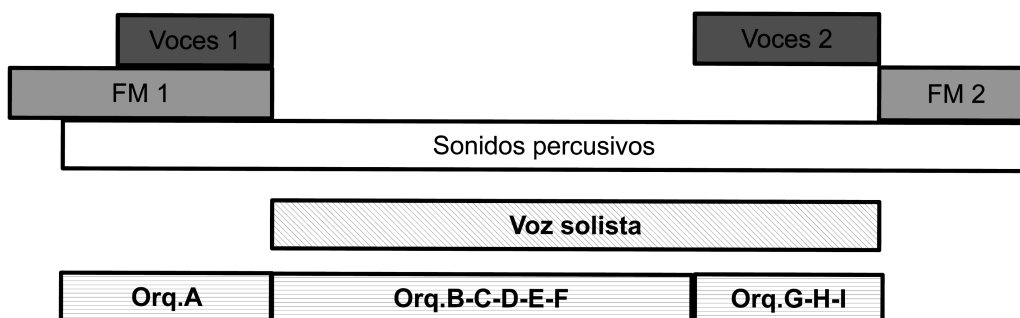 Voces 1
Voces 2
FM 1
FM 2
Sonidos percusivos
Voz solista
Orq.A
Orq.B-C-D-E-F
Orq.G-H-I